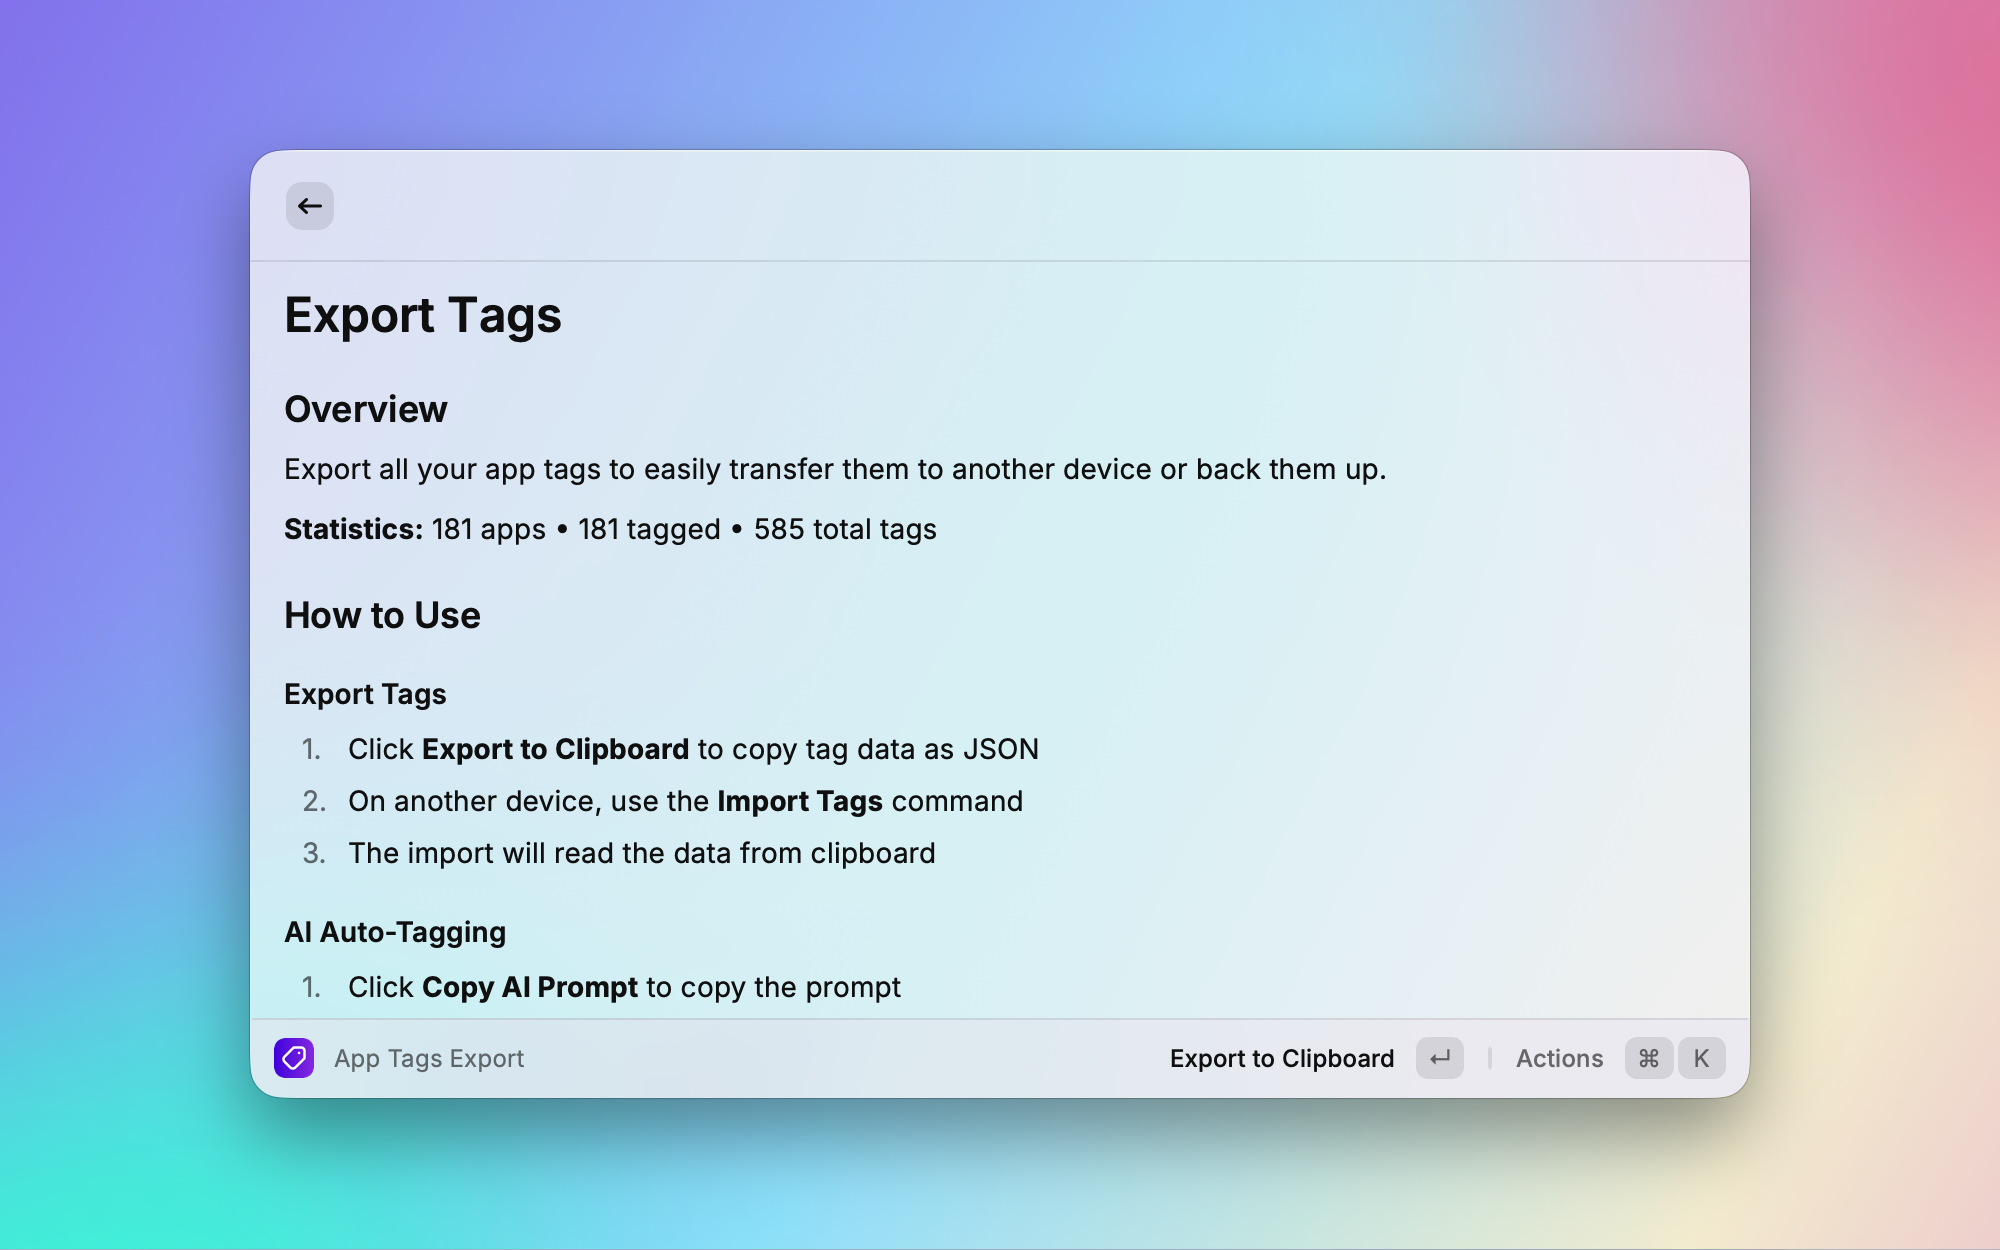 Export Tags
Overview
Export all your app tags to easily transfer them to another device or back them up.
Statistics: 181 apps • 181 tagged • 585 total tags
How to Use
Export Tags
1. Click Export to Clipboard to copy tag data as JSON
2. On another device, use the Import Tags command
3. The import will read the data from clipboard
AI Auto-Tagging
1. Click Copy AI Prompt to copy the prompt
App Tags Export
Export to Clipboard ↵ Actions ⌘ K